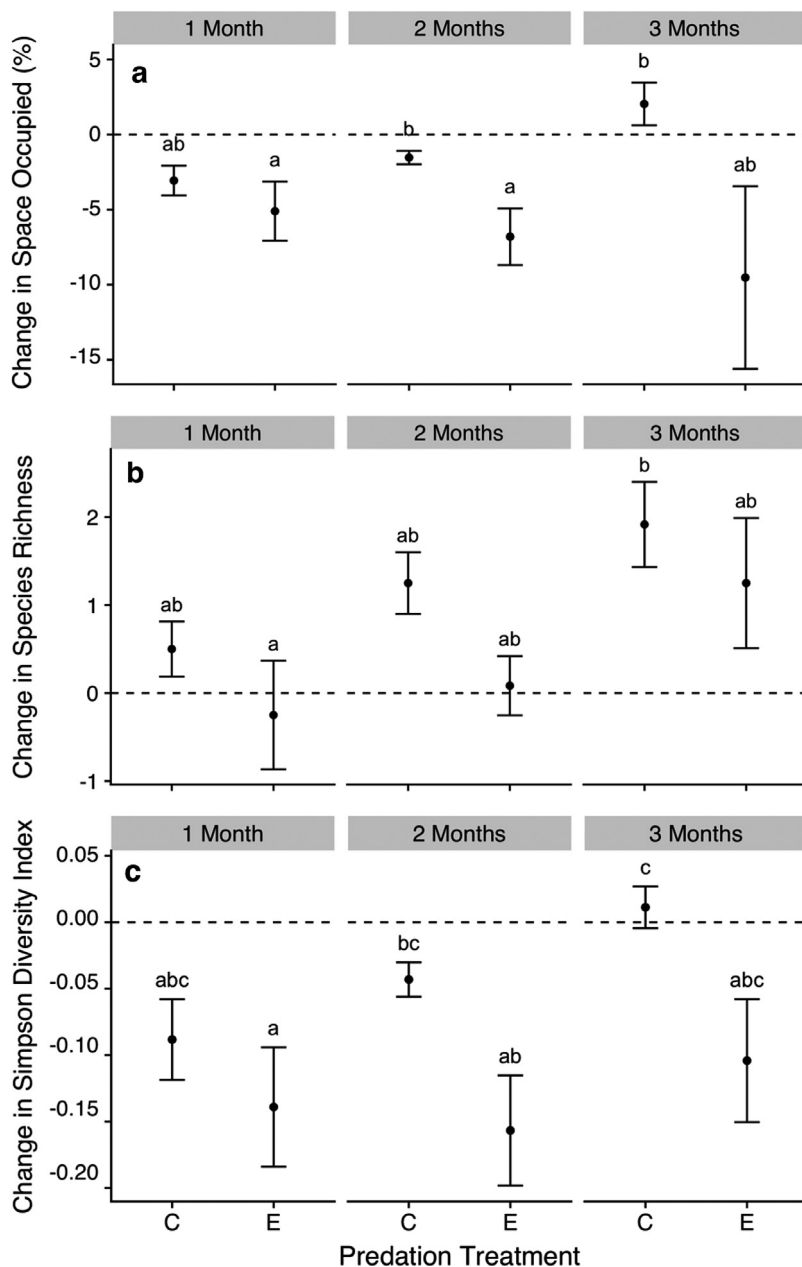 1 Month 2 Months 3 Months
a
Change in Space Occupied (%)
5
0
-5
-10
-15
ab a b a b ab
1 Month 2 Months 3 Months
b
Change in Species Richness
2
1
0
-1
ab a ab ab b ab
1 Month 2 Months 3 Months
c
Change in Simpson Diversity Index
0.05
0.00
-0.05
-0.10
-0.15
-0.20
abc a bc ab c abc
C E C E C E
Predation Treatment